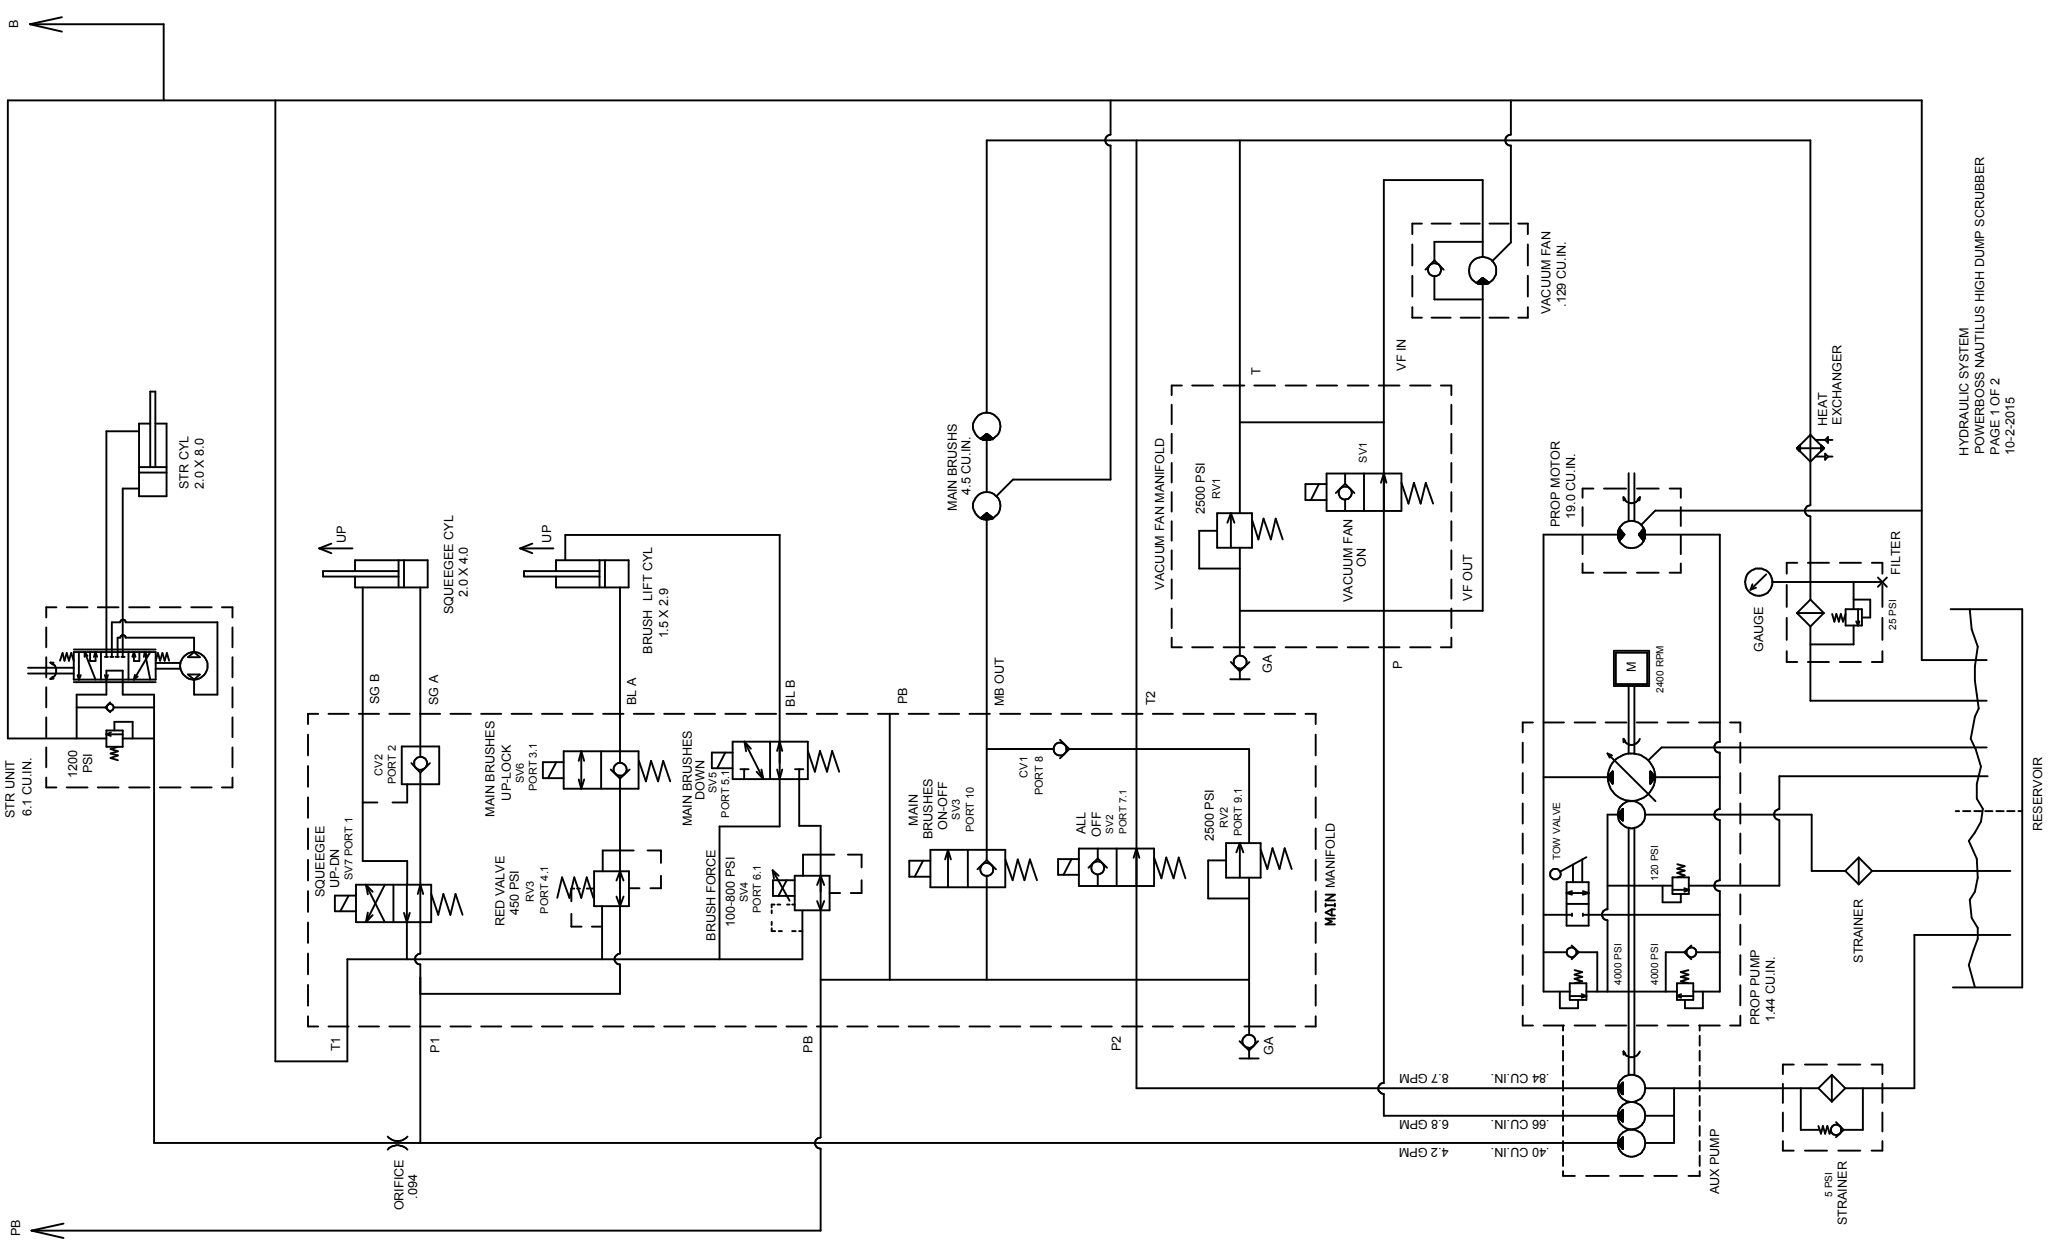 B
STR UNIT
6.1 CU.IN.
1200
PSI
STR CYL
2.0 X 8.0
UP
SQUEEGEE CYL
2.0 X 4.0
UP
BRUSH LIFT CYL
1.5 X 2.9
SG B
SG A
BL A
BL B
PB
MB OUT
T2
CV2
PORT 2
SQUEEGEE
UP-DN
SV7 PORT 1
MAIN BRUSHES
UP-LOCK
SV6
PORT 3.1
RED VALVE
450 PSI
RV3
PORT 4.1
MAIN BRUSHES
DOWN
SV5
PORT 5.1
BRUSH FORCE
100-800 PSI
SV4
PORT 6.1
MAIN
BRUSHES
ON-OFF
SV3
PORT 10
CV1
PORT 8
ALL
OFF
SV2
PORT 7.1
2500 PSI
RV2
PORT 9.1
MAIN MANIFOLD
T1
P1
PB
P2
GA
ORIFICE
.094
PB
MAIN BRUSHS
4.5 CU.IN.
VACUUM FAN MANIFOLD
2500 PSI
RV1
SV1
VACUUM FAN
ON
T
VF IN
VF OUT
P
GA
VACUUM FAN
.129 CU.IN.
8.7 GPM
.84 CU.IN.
6.8 GPM
.66 CU.IN.
4.2 GPM
.40 CU.IN.
AUX PUMP
PROP MOTOR
19.0 CU.IN.
M
2400 RPM
TOW VALVE
120 PSI
4000 PSI
4000 PSI
PROP PUMP
1.44 CU.IN.
HEAT
EXCHANGER
GAUGE
FILTER
25 PSI
STRAINER
5 PSI
STRAINER
RESERVOIR
HYDRAULIC SYSTEM
POWERBOSS NAUTILUS HIGH DUMP SCRUBBER
PAGE 1 OF 2
10-2-2015